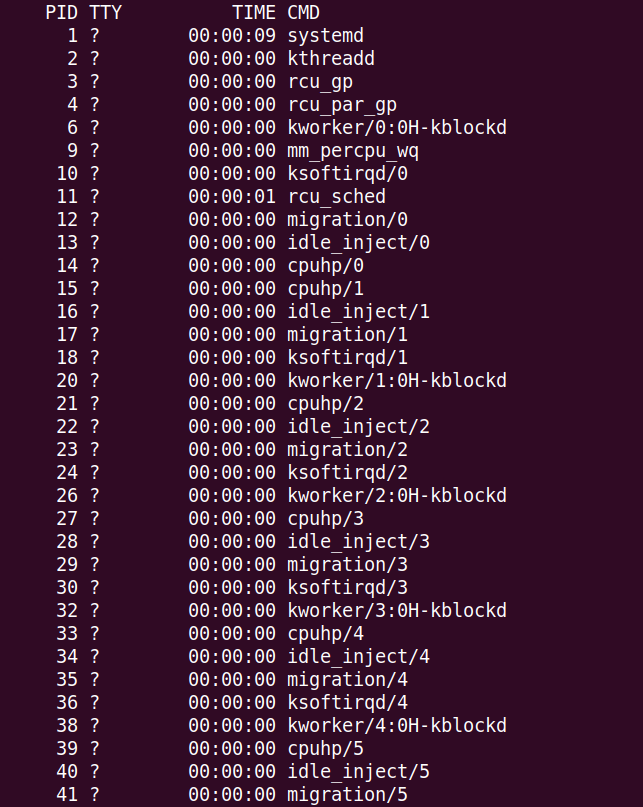 PID TTY TIME CMD
1 ? 00:00:09 systemd
2 ? 00:00:00 kthreadd
3 ? 00:00:00 rcu_gp
4 ? 00:00:00 rcu_par_gp
6 ? 00:00:00 kworker/0:0H-kblockd
9 ? 00:00:00 mm_percpu_wq
10 ? 00:00:00 ksoftirqd/0
11 ? 00:00:01 rcu_sched
12 ? 00:00:00 migration/0
13 ? 00:00:00 idle_inject/0
14 ? 00:00:00 cpuhp/0
15 ? 00:00:00 cpuhp/1
16 ? 00:00:00 idle_inject/1
17 ? 00:00:00 migration/1
18 ? 00:00:00 ksoftirqd/1
20 ? 00:00:00 kworker/1:0H-kblockd
21 ? 00:00:00 cpuhp/2
22 ? 00:00:00 idle_inject/2
23 ? 00:00:00 migration/2
24 ? 00:00:00 ksoftirqd/2
26 ? 00:00:00 kworker/2:0H-kblockd
27 ? 00:00:00 cpuhp/3
28 ? 00:00:00 idle_inject/3
29 ? 00:00:00 migration/3
30 ? 00:00:00 ksoftirqd/3
32 ? 00:00:00 kworker/3:0H-kblockd
33 ? 00:00:00 cpuhp/4
34 ? 00:00:00 idle_inject/4
35 ? 00:00:00 migration/4
36 ? 00:00:00 ksoftirqd/4
38 ? 00:00:00 kworker/4:0H-kblockd
39 ? 00:00:00 cpuhp/5
40 ? 00:00:00 idle_inject/5
41 ? 00:00:00 migration/5